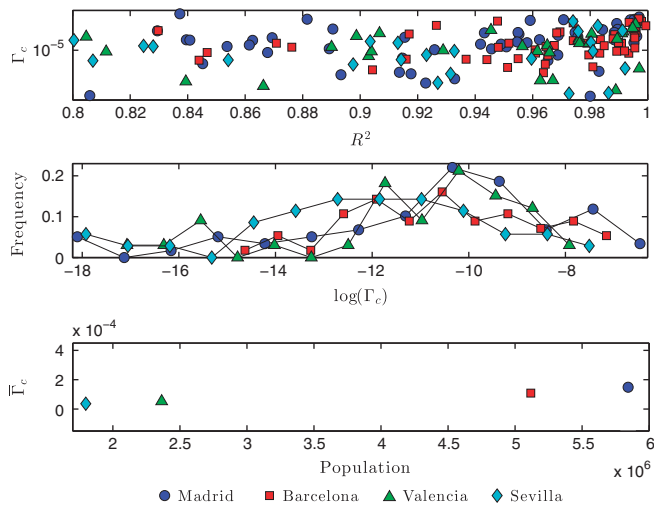 Γc
10−5
0.8 0.82 0.84 0.86 0.88 0.9 0.92 0.94 0.96 0.98 1
R2
Frequency
0.2
0.1
0
−18 −16 −14 −12 −10 −8
log(Γc)
x 10−4
Γ̅c
4
2
0
2 2.5 3 3.5 4 4.5 5 5.5 6
Population
x 106
Madrid Barcelona Valencia Sevilla